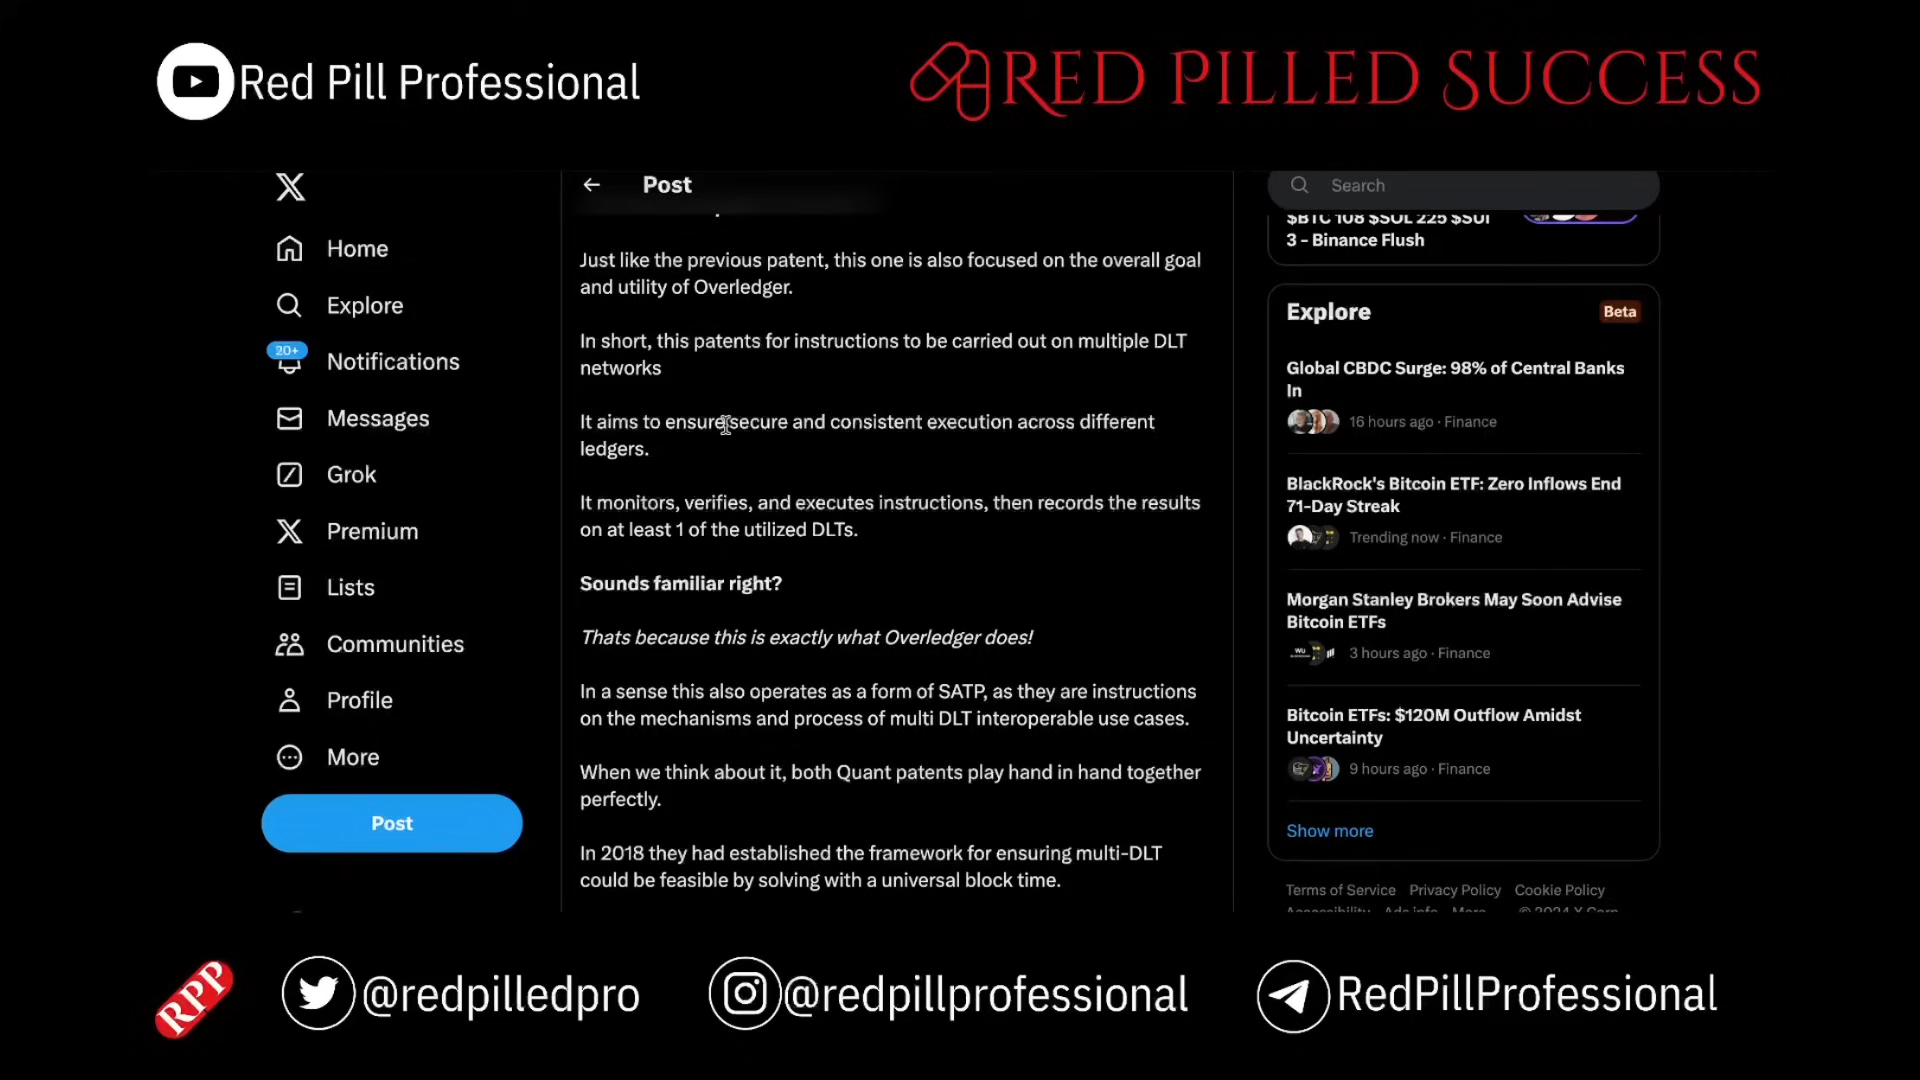 Red Pill Professional
RED PILLED SUCCESS
Home
Explore
20+
Notifications
Messages
Grok
Premium
Lists
Communities
Profile
More
Post
Post
Just like the previous patent, this one is also focused on the overall goal
and utility of Overledger.
In short, this patents for instructions to be carried out on multiple DLT
networks
It aims to ensure secure and consistent execution across different
ledgers.
It monitors, verifies, and executes instructions, then records the results
on at least 1 of the utilized DLTs.
Sounds familiar right?
Thats because this is exactly what Overledger does!
In a sense this also operates as a form of SATP, as they are instructions
on the mechanisms and process of multi DLT interoperable use cases.
When we think about it, both Quant patents play hand in hand together
perfectly.
In 2018 they had established the framework for ensuring multi-DLT
could be feasible by solving with a universal block time.
Search
$BTC 108 $SOL 225 $SUI
3 - Binance Flush
Explore
Beta
Global CBDC Surge: 98% of Central Banks
In
16 hours ago · Finance
BlackRock's Bitcoin ETF: Zero Inflows End
71-Day Streak
Trending now · Finance
Morgan Stanley Brokers May Soon Advise
Bitcoin ETFs
3 hours ago · Finance
Bitcoin ETFs: $120M Outflow Amidst
Uncertainty
9 hours ago · Finance
Show more
Terms of Service Privacy Policy Cookie Policy
Accessibility Ads info More © 2024 X Corp.
RPP
@redpilledpro
@redpillprofessional
RedPillProfessional